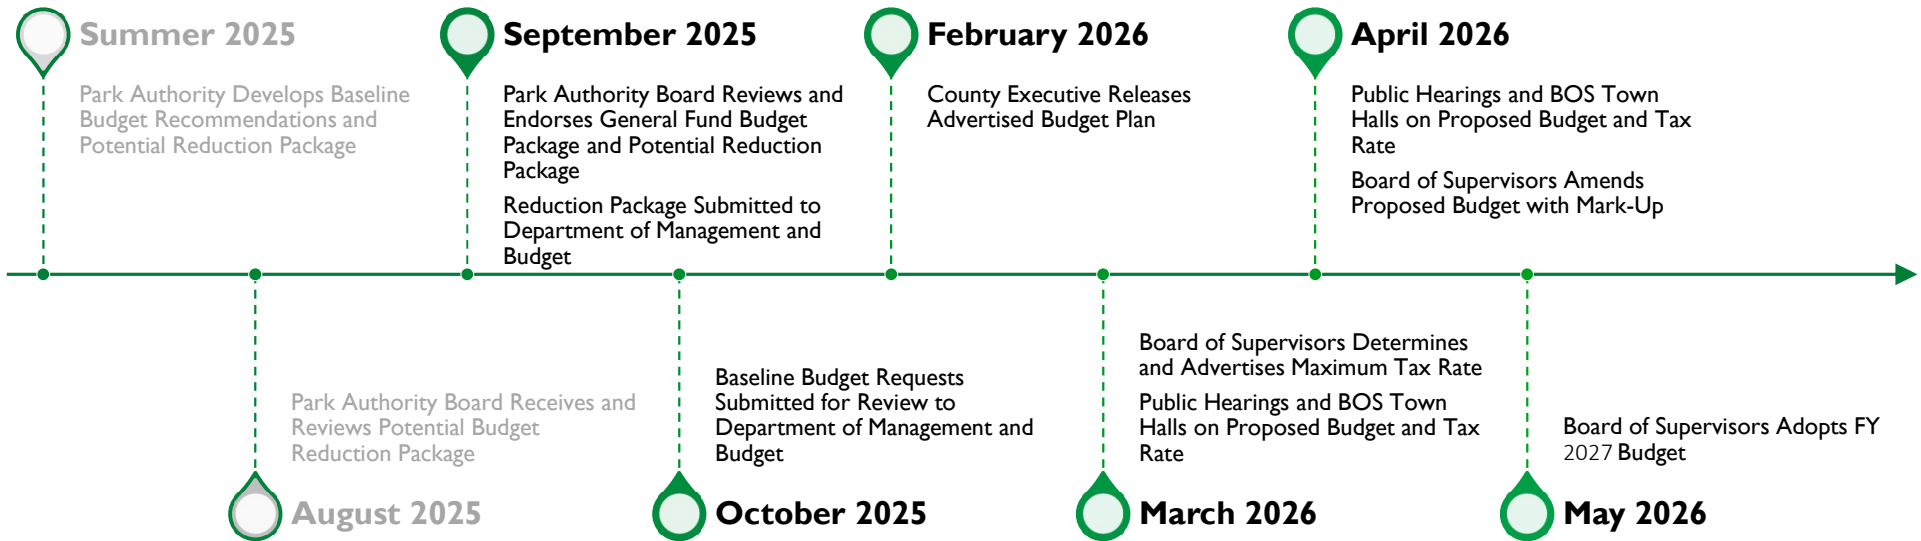 Summer 2025
Park Authority Develops Baseline
Budget Recommendations and
Potential Reduction Package
September 2025
Park Authority Board Reviews and
Endorses General Fund Budget
Package and Potential Reduction
Package
Reduction Package Submitted to
Department of Management and
Budget
February 2026
County Executive Releases
Advertised Budget Plan
April 2026
Public Hearings and BOS Town
Halls on Proposed Budget and Tax
Rate
Board of Supervisors Amends
Proposed Budget with Mark-Up
Park Authority Board Receives and
Reviews Potential Budget
Reduction Package
August 2025
Baseline Budget Requests
Submitted for Review to
Department of Management and
Budget
October 2025
Board of Supervisors Determines
and Advertises Maximum Tax Rate
Public Hearings and BOS Town
Halls on Proposed Budget and Tax
Rate
March 2026
Board of Supervisors Adopts FY
2027 Budget
May 2026